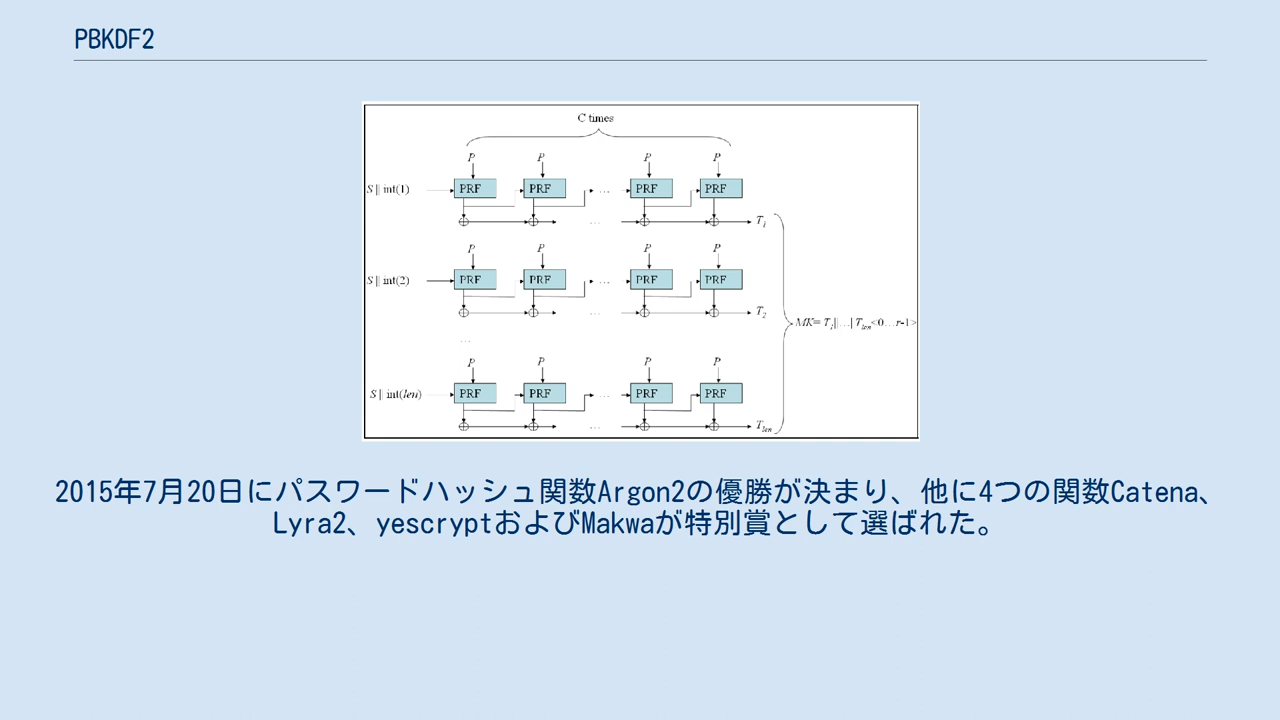 PBKDF2
C times
P P P P
S || int(1) PRF PRF ... PRF PRF
... T1
P P P P
S || int(2) PRF PRF ... PRF PRF
... T2
MK= T1||...| Tlen<0...r-1>
...
P P P P
S || int(len) PRF PRF ... PRF PRF
... Tlen
2015年7月20日にパスワードハッシュ関数Argon2の優勝が決まり、他に4つの関数Catena、
Lyra2、yescryptおよびMakwaが特別賞として選ばれた。